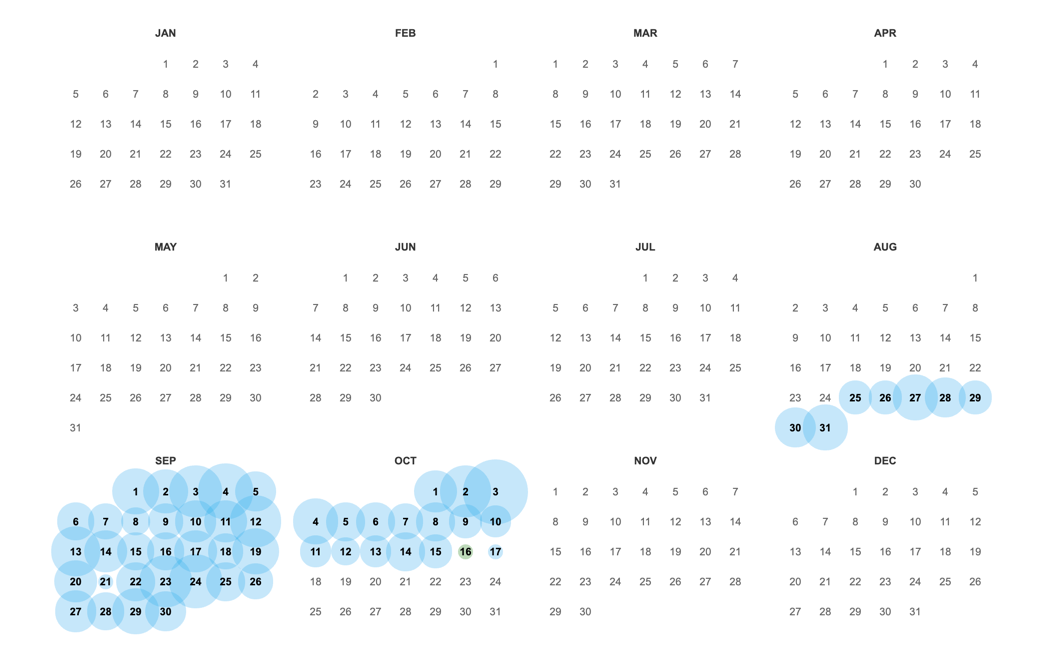 JAN FEB MAR APR
1 2 3 4 1 1 2 3 4 5 6 7 1 2 3 4
5 6 7 8 9 10 11 2 3 4 5 6 7 8 8 9 10 11 12 13 14 5 6 7 8 9 10 11
12 13 14 15 16 17 18 9 10 11 12 13 14 15 15 16 17 18 19 20 21 12 13 14 15 16 17 18
19 20 21 22 23 24 25 16 17 18 19 20 21 22 22 23 24 25 26 27 28 19 20 21 22 23 24 25
26 27 28 29 30 31 23 24 25 26 27 28 29 29 30 31 26 27 28 29 30
MAY JUN JUL AUG
1 2 1 2 3 4 5 6 1 2 3 4 1
3 4 5 6 7 8 9 7 8 9 10 11 12 13 5 6 7 8 9 10 11 2 3 4 5 6 7 8
10 11 12 13 14 15 16 14 15 16 17 18 19 20 12 13 14 15 16 17 18 9 10 11 12 13 14 15
17 18 19 20 21 22 23 21 22 23 24 25 26 27 19 20 21 22 23 24 25 16 17 18 19 20 21 22
24 25 26 27 28 29 30 28 29 30 26 27 28 29 30 31 23 24 25 26 27 28 29
31 30 31
SEP OCT NOV DEC
1 2 3 4 5 1 2 3 1 2 3 4 5 6 7 1 2 3 4 5
6 7 8 9 10 11 12 4 5 6 7 8 9 10 8 9 10 11 12 13 14 6 7 8 9 10 11 12
13 14 15 16 17 18 19 11 12 13 14 15 16 17 15 16 17 18 19 20 21 13 14 15 16 17 18 19
20 21 22 23 24 25 26 18 19 20 21 22 23 24 22 23 24 25 26 27 28 20 21 22 23 24 25 26
27 28 29 30 25 26 27 28 29 30 31 29 30 27 28 29 30 31